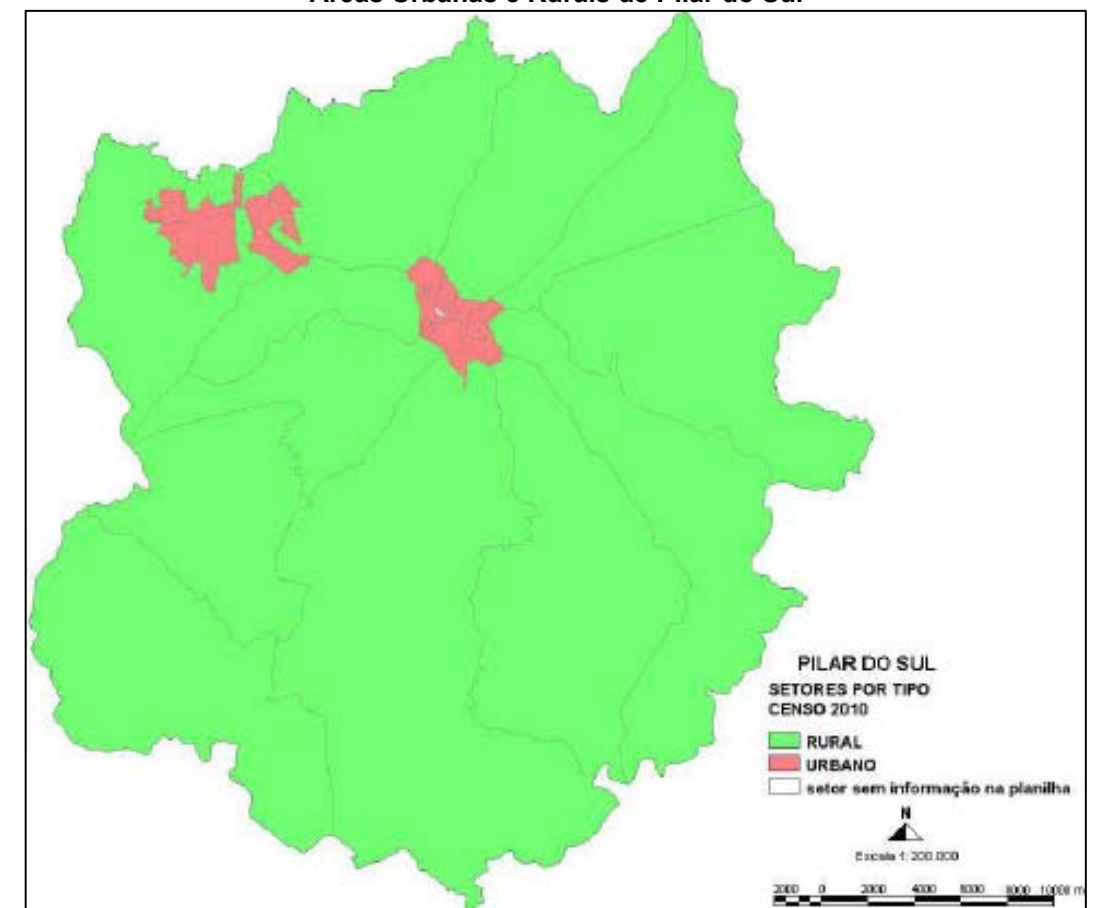 Áreas Urbanas e Rurais de Pilar do Sul
PILAR DO SUL
SETORES POR TIPO
CENSO 2010
RURAL
URBANO
setor sem informação na planilha
N
Escala 1:200.000
2000 0 2000 4000 6000 8000 10000 m